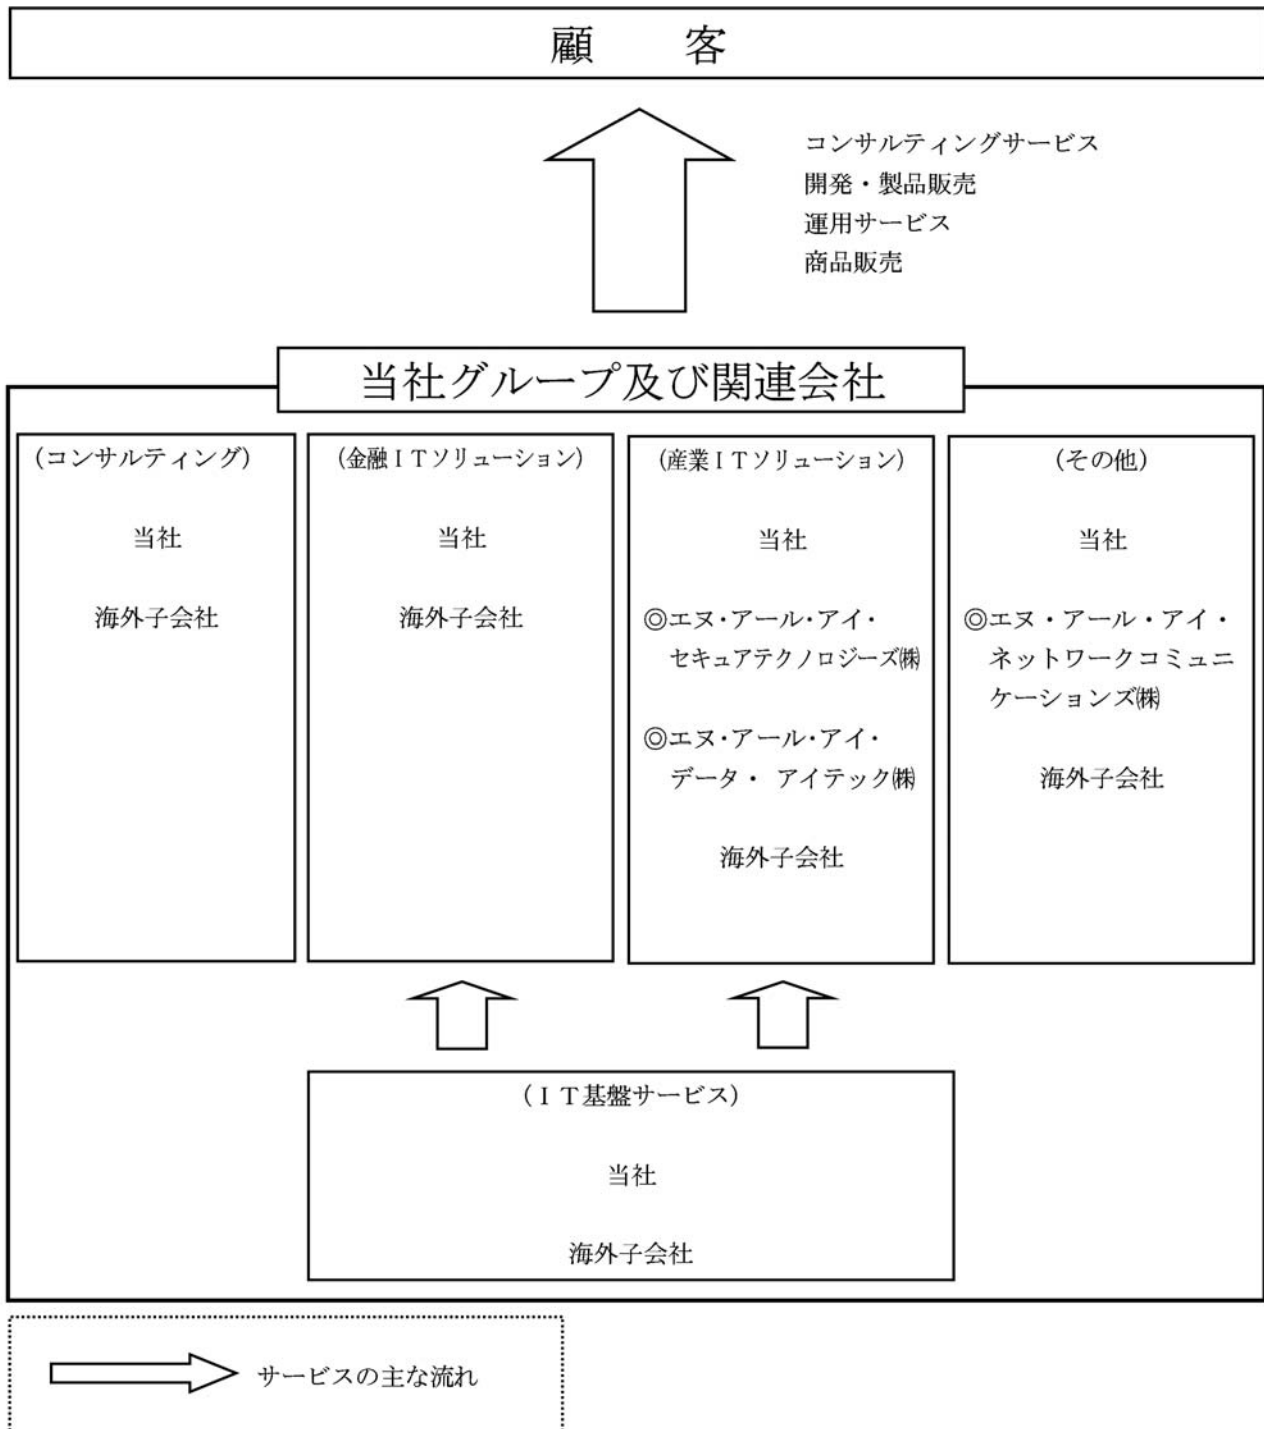 顧　客
コンサルティングサービス
開発・製品販売
運用サービス
商品販売
当社グループ及び関連会社
(コンサルティング)
当社
海外子会社
(金融ＩＴソリューション)
当社
海外子会社
(産業ＩＴソリューション)
当社
◎エヌ・アール・アイ・
セキュアテクノロジーズ㈱
◎エヌ・アール・アイ・
データ・ アイテック㈱
海外子会社
(その他)
当社
◎エヌ・アール・アイ・
ネットワークコミュニ
ケーションズ㈱
海外子会社
(ＩＴ基盤サービス)
当社
海外子会社
サービスの主な流れ